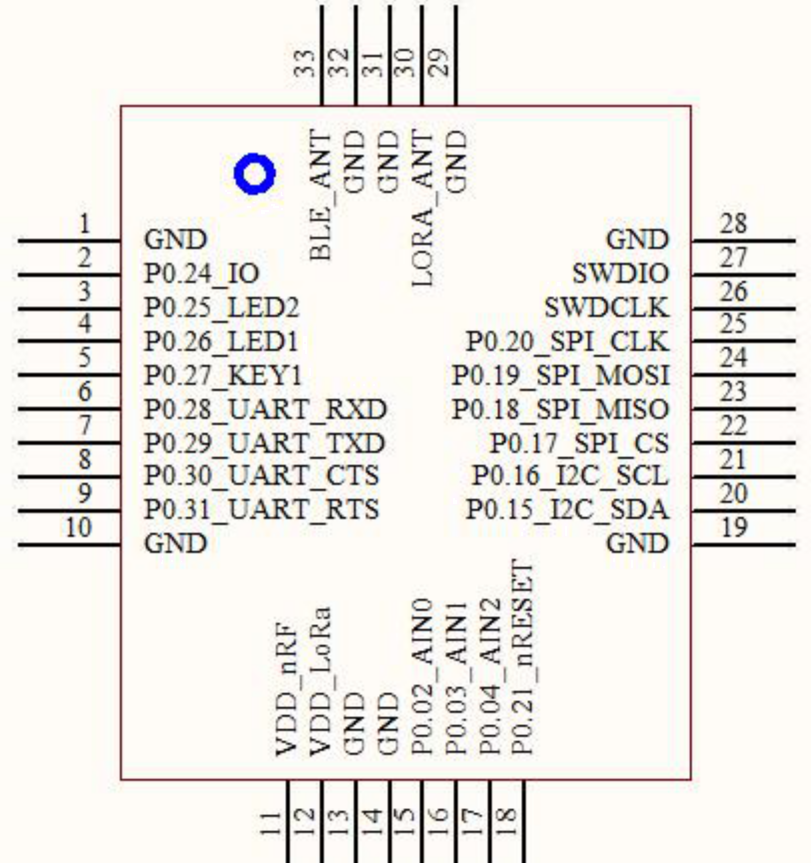 33 32 31 30 29
BLE_ANT
GND
GND
LORA_ANT
GND
1 GND
2 P0.24_IO
3 P0.25_LED2
4 P0.26_LED1
5 P0.27_KEY1
6 P0.28_UART_RXD
7 P0.29_UART_TXD
8 P0.30_UART_CTS
9 P0.31_UART_RTS
10 GND
GND 28
SWDIO 27
SWDCLK 26
P0.20_SPI_CLK 25
P0.19_SPI_MOSI 24
P0.18_SPI_MISO 23
P0.17_SPI_CS 22
P0.16_I2C_SCL 21
P0.15_I2C_SDA 20
GND 19
VDD_nRF
VDD_LoRa
GND
GND
P0.02_AIN0
P0.03_AIN1
P0.04_AIN2
P0.21_nRESET
11 12 13 14 15 16 17 18